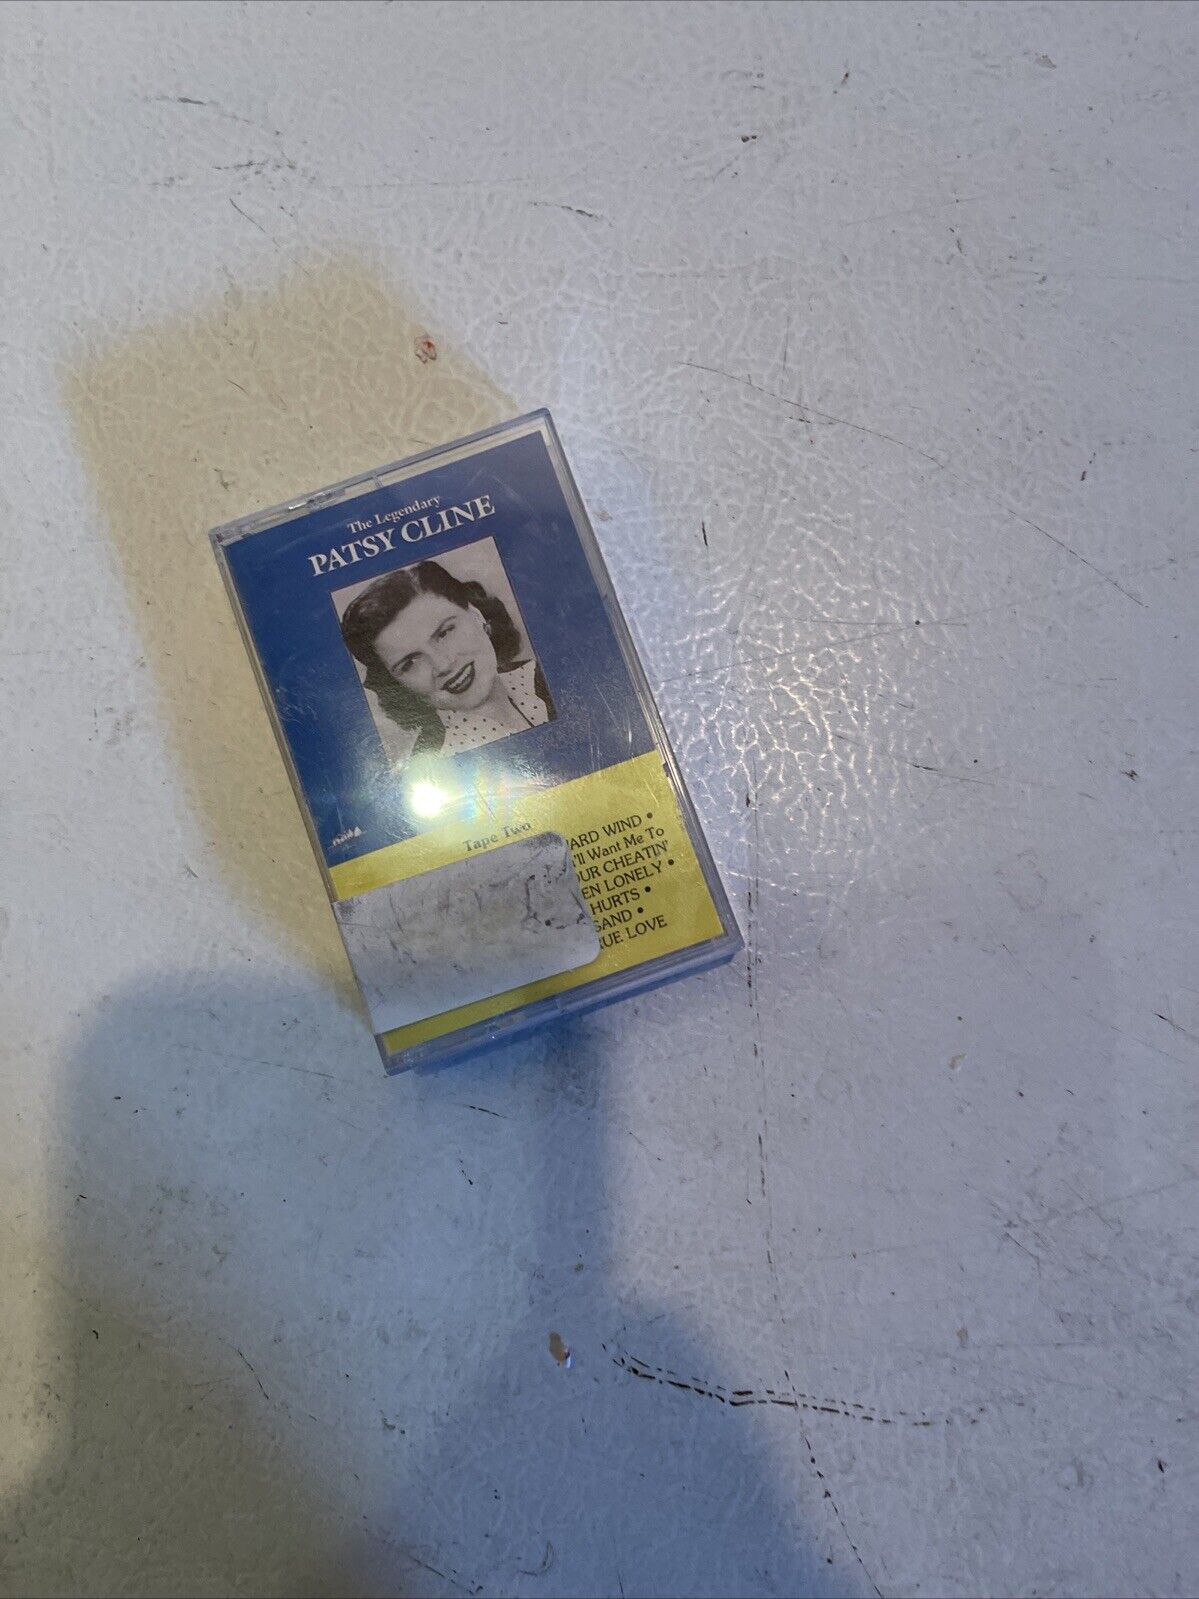 The Legendary
PATSY CLINE
Tape Two
ARD WIND •
'll Want Me To
OUR CHEATIN'
EN LONELY •
HURTS •
SAND •
RUE LOVE